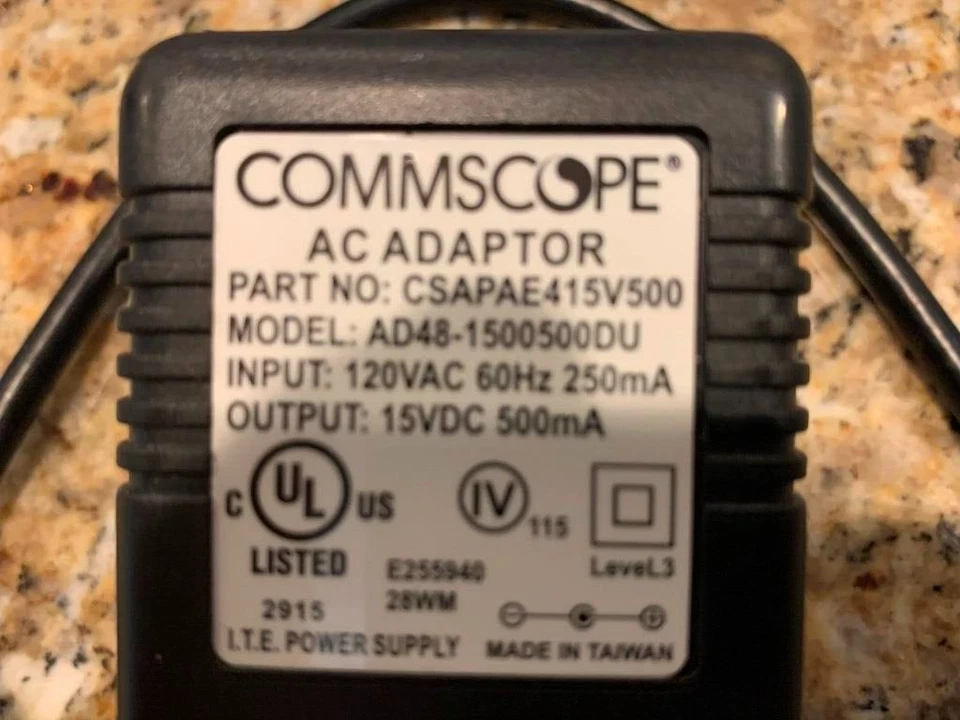 COMMSCOPE®
AC ADAPTOR
PART NO: CSAPAE415V500
MODEL: AD48-1500500DU
INPUT: 120VAC 60Hz 250mA
OUTPUT: 15VDC 500mA
C UL US
LISTED
IV 115
LeveL3
E255940
28WM
2915
I.T.E. POWER SUPPLY
MADE IN TAIWAN